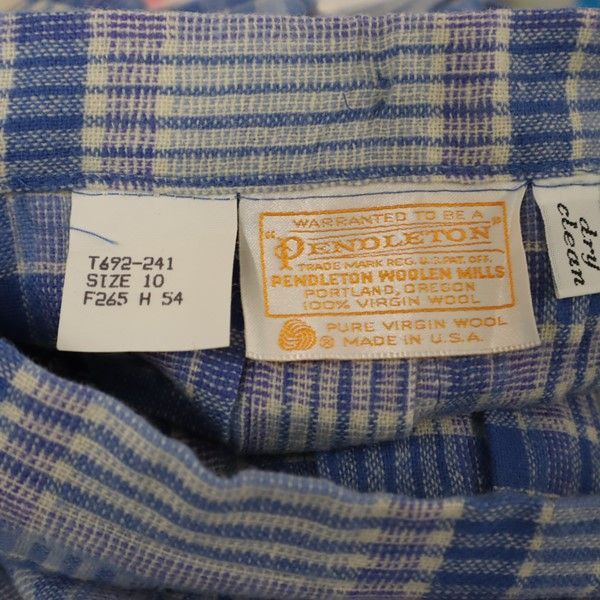 T692-241
SIZE 10
F265 H 54
WARRANTED TO BE A
"PENDLETON"
TRADE MARK REG. U.S. PAT. OFF.
PENDLETON WOOLEN MILLS
PORTLAND, OREGON
100% VIRGIN WOOL
PURE VIRGIN WOOL
® MADE IN U.S.A.
dry
clean